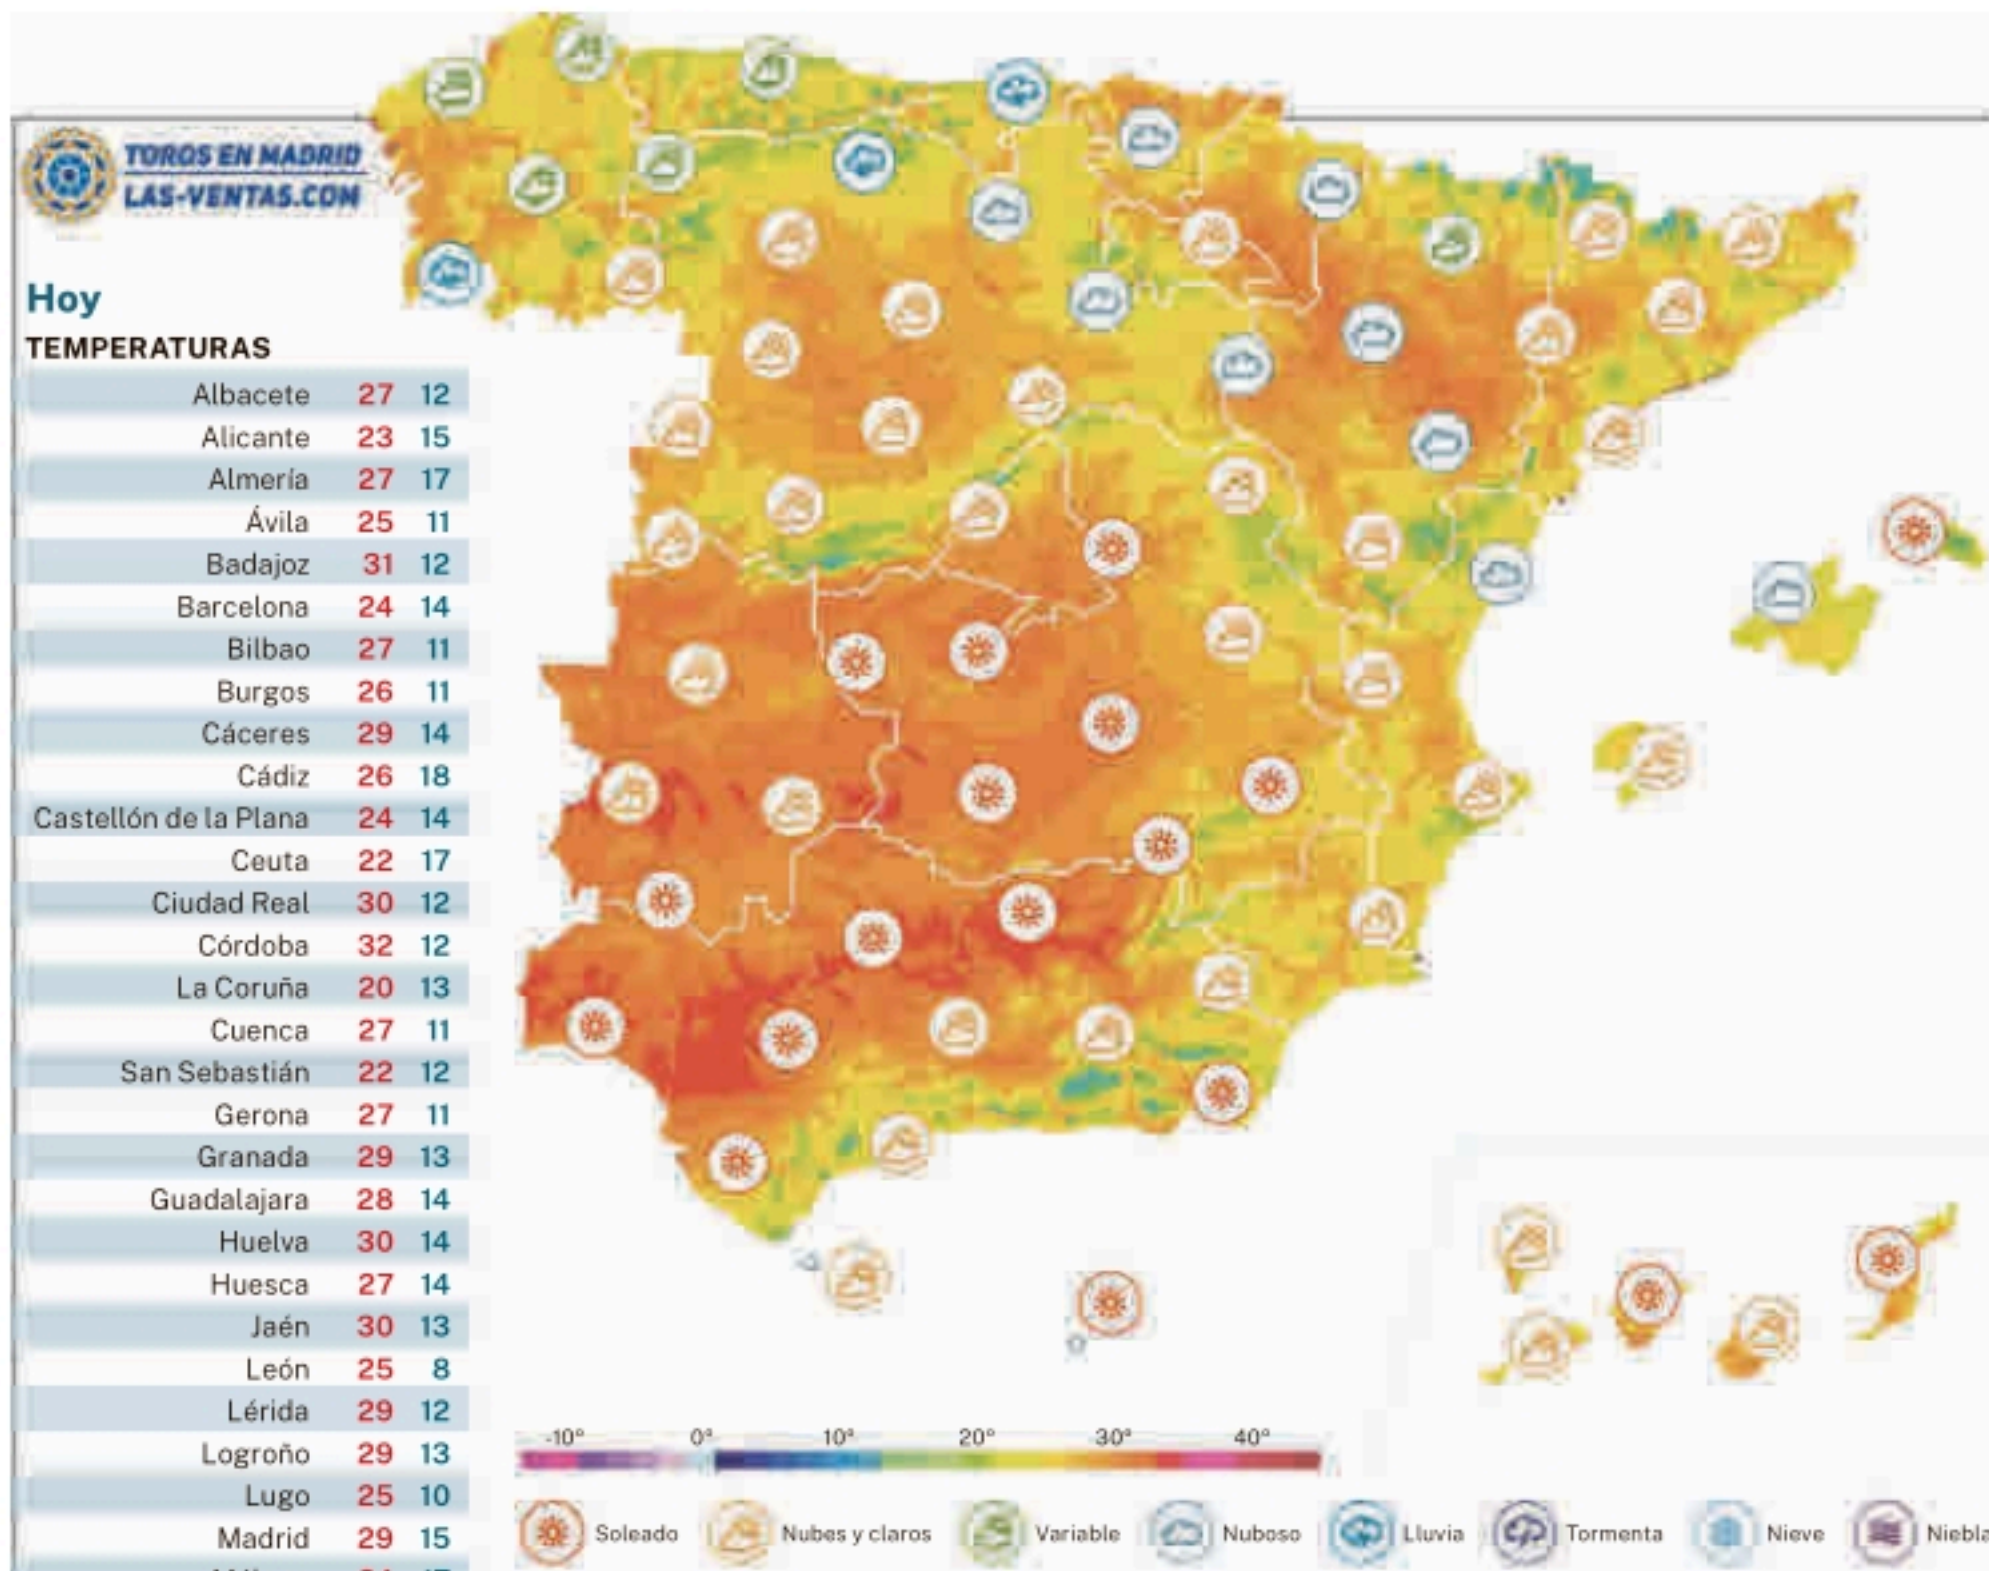 TOROS EN MADRID
LAS-VENTAS.COM
Hoy
TEMPERATURAS
Albacete 27 12
Alicante 23 15
Almería 27 17
Ávila 25 11
Badajoz 31 12
Barcelona 24 14
Bilbao 27 11
Burgos 26 11
Cáceres 29 14
Cádiz 26 18
Castellón de la Plana 24 14
Ceuta 22 17
Ciudad Real 30 12
Córdoba 32 12
La Coruña 20 13
Cuenca 27 11
San Sebastián 22 12
Gerona 27 11
Granada 29 13
Guadalajara 28 14
Huelva 30 14
Huesca 27 14
Jaén 30 13
León 25 8
Lérida 29 12
Logroño 29 13
Lugo 25 10
Madrid 29 15
-10° 0° 10° 20° 30° 40°
Soleado Nubes y claros Variable Nuboso Lluvia Tormenta Nieve Niebla